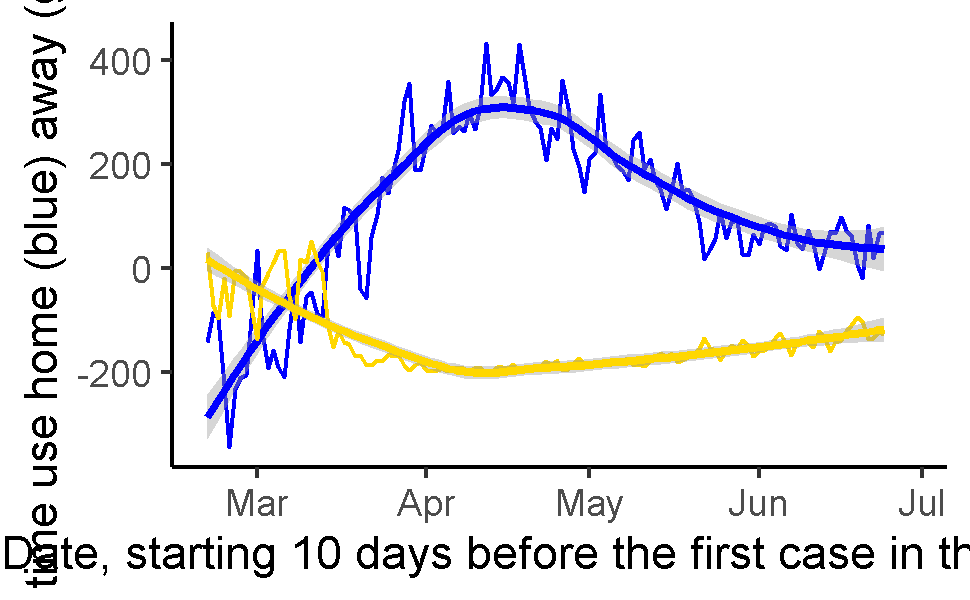 time use home (blue) away (
400
200
0
-200
Mar Apr May Jun Jul
Date, starting 10 days before the first case in th